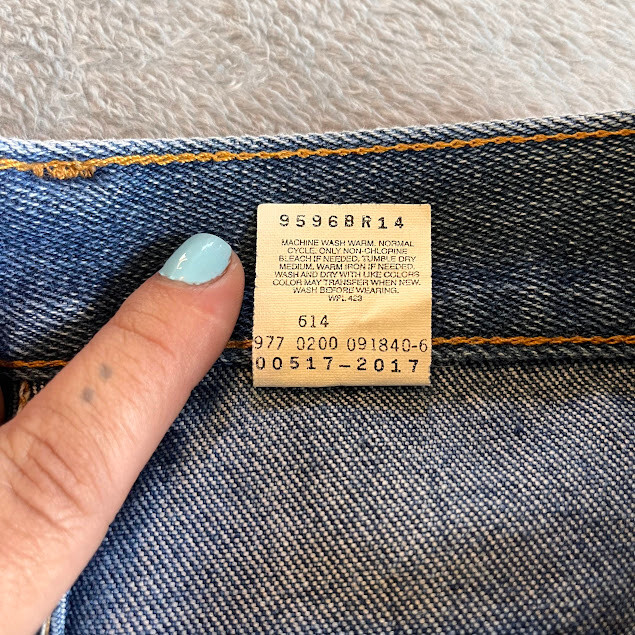 95968R14
MACHINE WASH WARM. NORMAL
CYCLE. ONLY NON-CHLORINE
BLEACH IF NEEDED. TUMBLE DRY
MEDIUM. WARM IRON IF NEEDED.
WASH AND DRY WITH LIKE COLORS
COLOR MAY TRANSFER WHEN NEW.
WASH BEFORE WEARING.
WPL 423
614
977 0200 091840-6
00517-2017